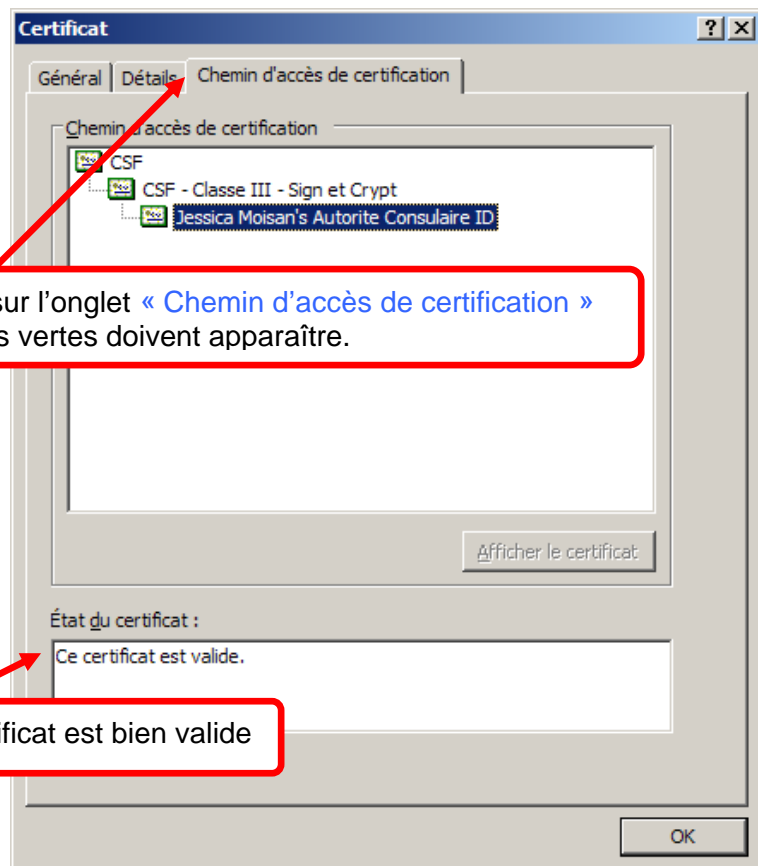 Certificat
Général Détails Chemin d'accès de certification
Chemin d'accès de certification
CSF
CSF - Classe III - Sign et Crypt
Jessica Moisan's Autorite Consulaire ID
sur l'onglet « Chemin d'accès de certification »
s vertes doivent apparaître.
Afficher le certificat
État du certificat :
Ce certificat est valide.
ificat est bien valide
OK